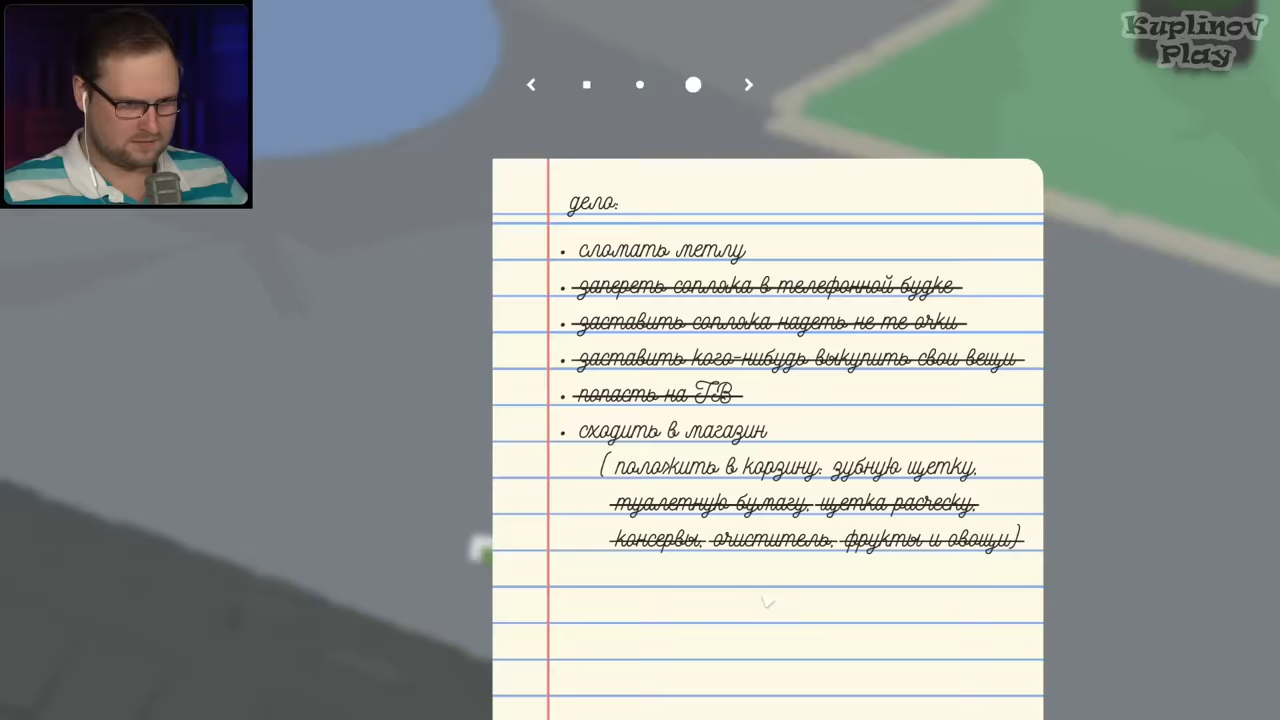 Kuplinov
Play
дело:
• сломать метлу
• запереть сопляка в телефонной будке
• заставить сопляка надеть не те очки
• заставить кого-нибудь выкупить свои вещи
• попасть на ТВ
• сходить в магазин
( положить в корзину: зубную щетку,
туалетную бумагу, щетка расческу,
консервы, очиститель, фрукты и овощи)